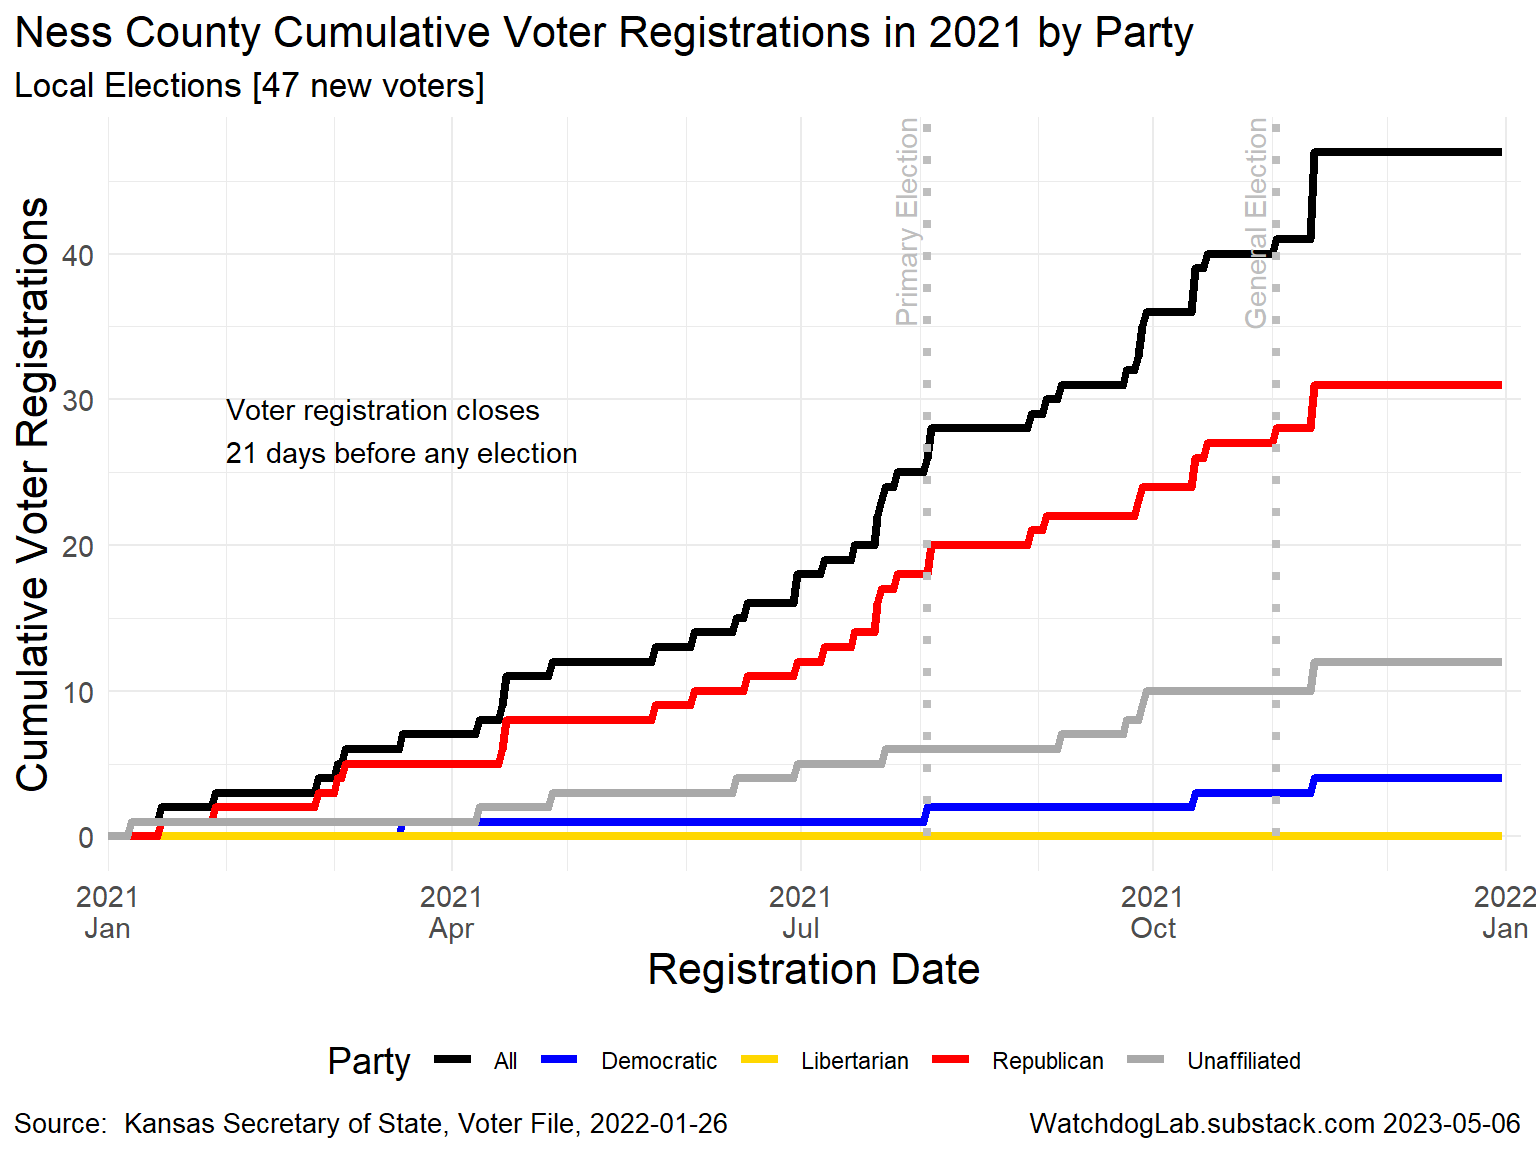 Ness County Cumulative Voter Registrations in 2021 by Party
Local Elections [47 new voters]
Cumulative Voter Registrations
40
30
20
10
0
Primary Election
General Election
Voter registration closes
21 days before any election
2021
Jan
2021
Apr
2021
Jul
2021
Oct
2022
Jan
Registration Date
Party All Democratic Libertarian Republican Unaffiliated
Source:  Kansas Secretary of State, Voter File, 2022-01-26
WatchdogLab.substack.com 2023-05-06